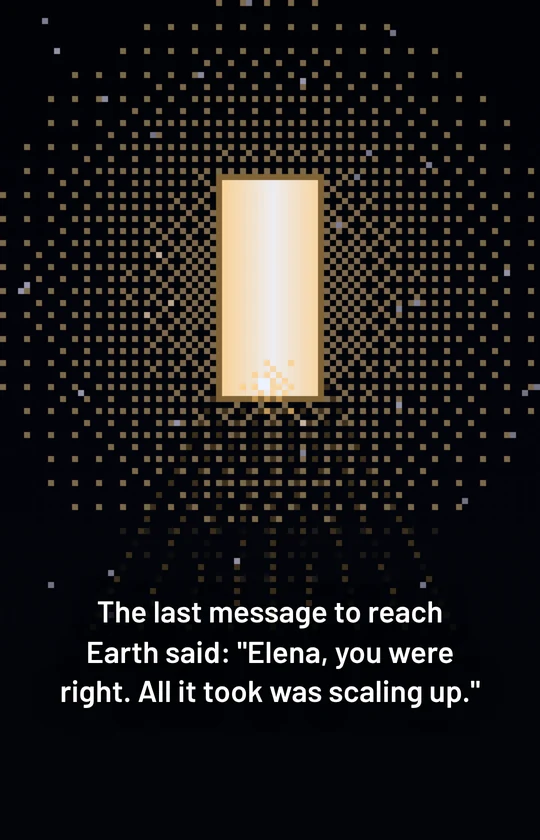 The last message to reach
Earth said: "Elena, you were
right. All it took was scaling up."